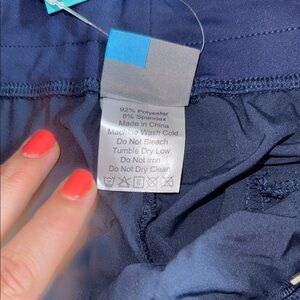 92% Polyester
8% Spandex
Made in China
Machine Wash Cold
Do Not Bleach
Tumble Dry Low
Do Not Iron
Do Not Dry Clean